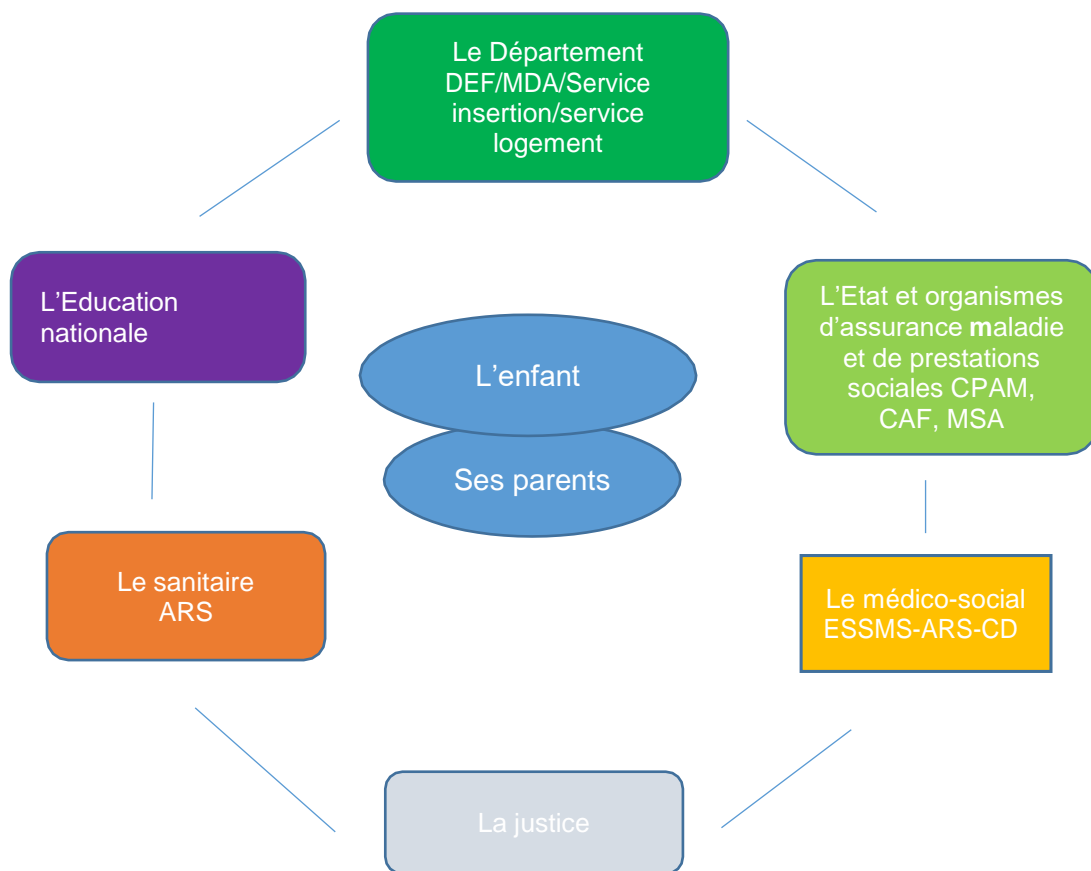 Le Département
DEF/MDA/Service
insertion/service
logement
L'Education
nationale
L'Etat et organismes
d'assurance maladie
et de prestations
sociales CPAM,
CAF, MSA
L'enfant
Ses parents
Le sanitaire
ARS
Le médico-social
ESSMS-ARS-CD
La justice